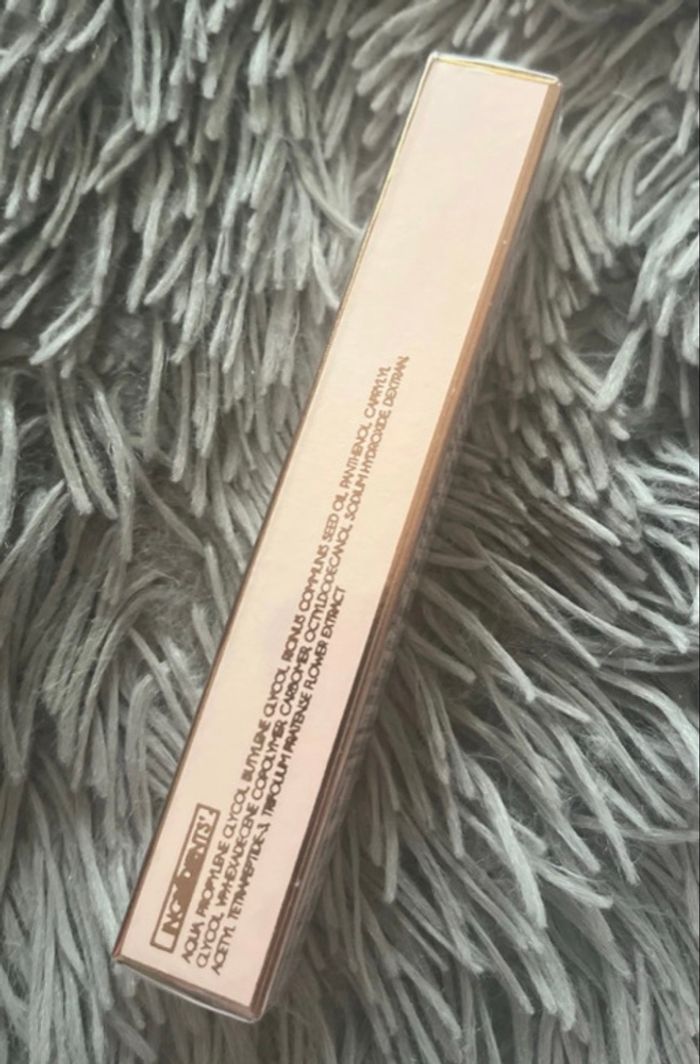 INGREDIENTS:
AQUA, PROPYLENE GLYCOL, BUTYLENE GLYCOL, RICINUS COMMUNIS SEED OIL, PANTHENOL, CAPRYLYL
GLYCOL, VP/HEXADECENE COPOLYMER, CARBOMER, OCTYLDODECANOL, SODIUM HYDROXIDE, DEXTRAN,
ACETYL TETRAPEPTIDE-3, TRIFOLIUM PRATENSE FLOWER EXTRACT